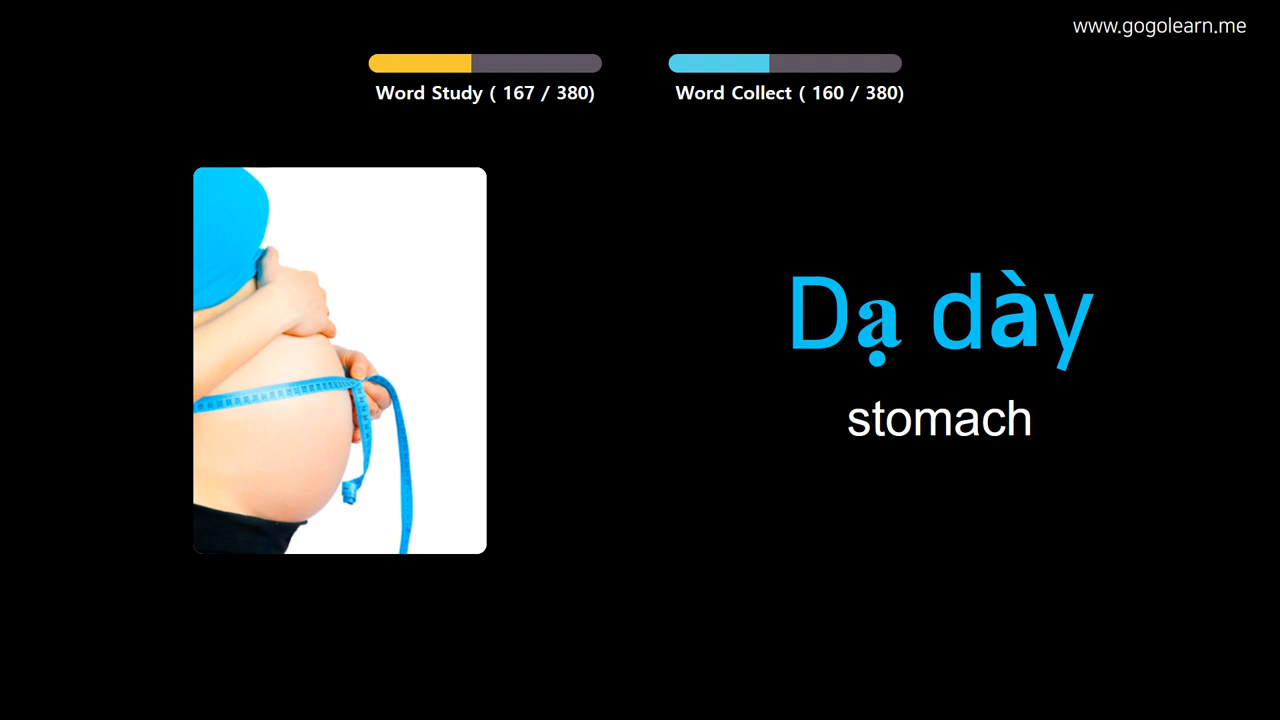 www.gogolearn.me
Word Study ( 167 / 380)
Word Collect ( 160 / 380)
Dạ dày
stomach